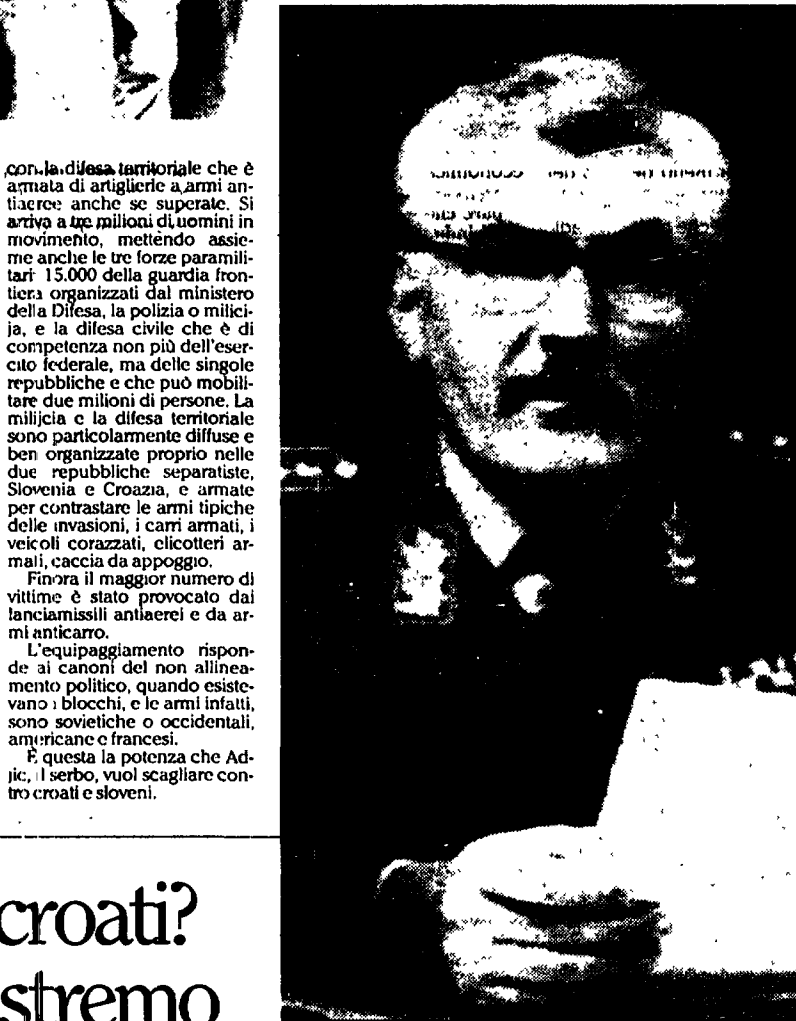 con la difesa territoriale che è
armata di artiglierie a armi an-
tiaeree anche se superate. Si
arriva a tre milioni di uomini in
movimento, mettendo assie-
me anche le tre forze paramili-
tari 15.000 della guardia fron-
tiera organizzati dal ministero
della Difesa, la polizia o milici-
ja, e la difesa civile che è di
competenza non più dell'eser-
cito federale, ma delle singole
repubbliche e che può mobili-
tare due milioni di persone. La
milijcia e la difesa territoriale
sono particolarmente diffuse e
ben organizzate proprio nelle
due repubbliche separatiste,
Slovenia e Croazia, e armate
per contrastare le armi tipiche
delle invasioni, i carri armati, i
veicoli corazzati, elicotteri ar-
mati, caccia da appoggio.
Finora il maggior numero di
vittime è stato provocato dai
lanciamissili antiaerei e da ar-
mi anticarro.
L'equipaggiamento rispon-
de ai canoni del non allinea-
mento politico, quando esiste-
vano i blocchi, e le armi infatti,
sono sovietiche o occidentali,
americane e francesi.
È questa la potenza che Ad-
jic, il serbo, vuol scagliare con-
tro croati e sloveni.
croati?
stremo